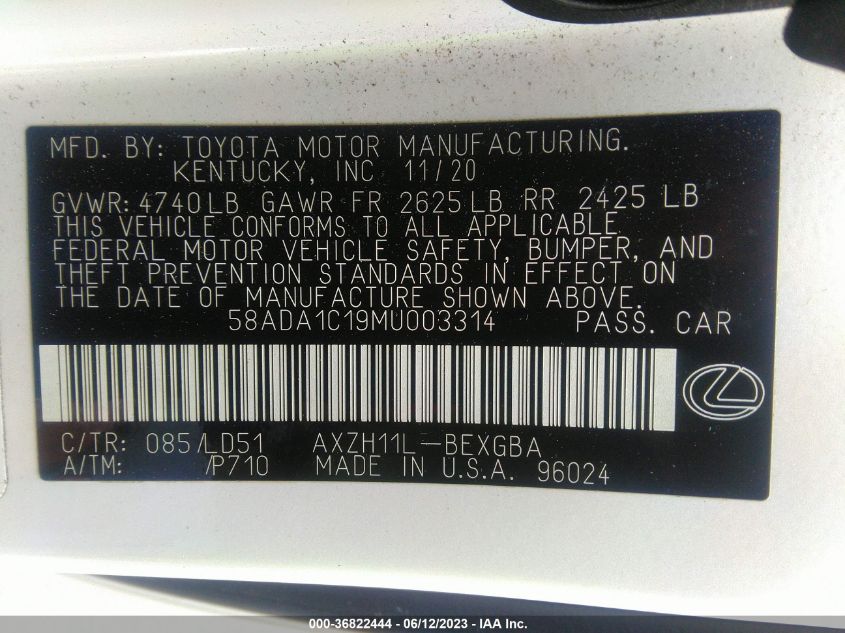 MFD. BY: TOYOTA MOTOR MANUFACTURING.
KENTUCKY, INC 11/20
GVWR: 4740LB GAWR FR 2625LB RR 2425 LB
THIS VEHICLE CONFORMS TO ALL APPLICABLE
FEDERAL MOTOR VEHICLE SAFETY, BUMPER, AND
THEFT PREVENTION STANDARDS IN EFFECT ON
THE DATE OF MANUFACTURE SHOWN ABOVE.
58ADA1C19MU003314 PASS. CAR
C/TR: 085/LD51 AXZH11L-BEXGBA
A/TM: /P710 MADE IN U.S.A. 96024
000-36822444 - 06/12/2023 - IAA Inc.